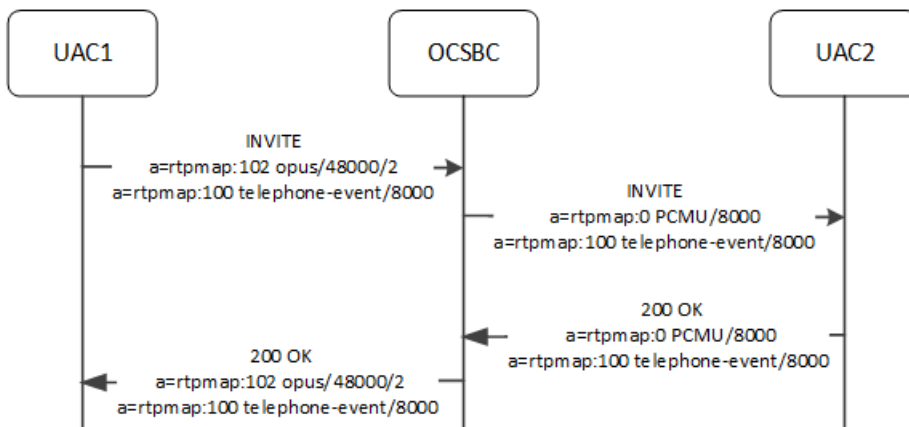 UAC1
OCSBC
UAC2
INVITE
a=rtpmap:102 opus/48000/2
a=rtpmap:100 telephone-event/8000
INVITE
a=rtpmap:0 PCMU/8000
a=rtpmap:100 telephone-event/8000
200 OK
a=rtpmap:0 PCMU/8000
a=rtpmap:100 telephone-event/8000
200 OK
a=rtpmap:102 opus/48000/2
a=rtpmap:100 telephone-event/8000